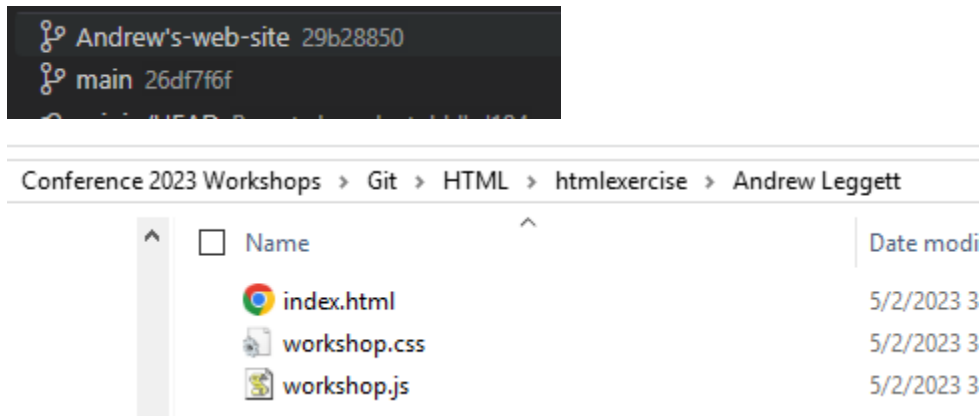 Andrew's-web-site 29b28850
main 26df7f6f
Conference 2023 Workshops > Git > HTML > htmlexercise > Andrew Leggett
Name Date modi
index.html 5/2/2023 3
workshop.css 5/2/2023 3
workshop.js 5/2/2023 3